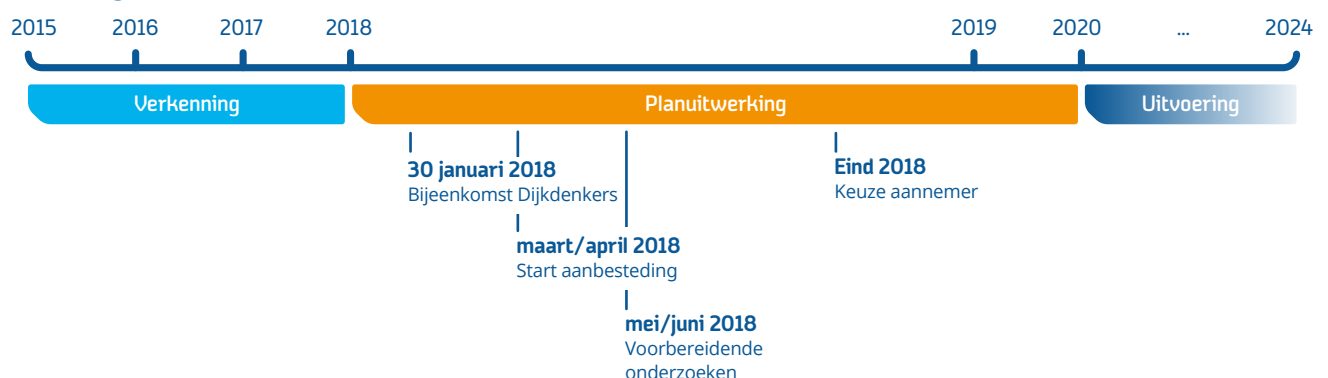 2015 2016 2017 2018 2019 2020 ... 2024
Verkenning Planuitwerking Uitvoering
30 januari 2018
Bijeenkomst Dijkdenkers
Eind 2018
Keuze aannemer
maart/april 2018
Start aanbesteding
mei/juni 2018
Voorbereidende
onderzoeken